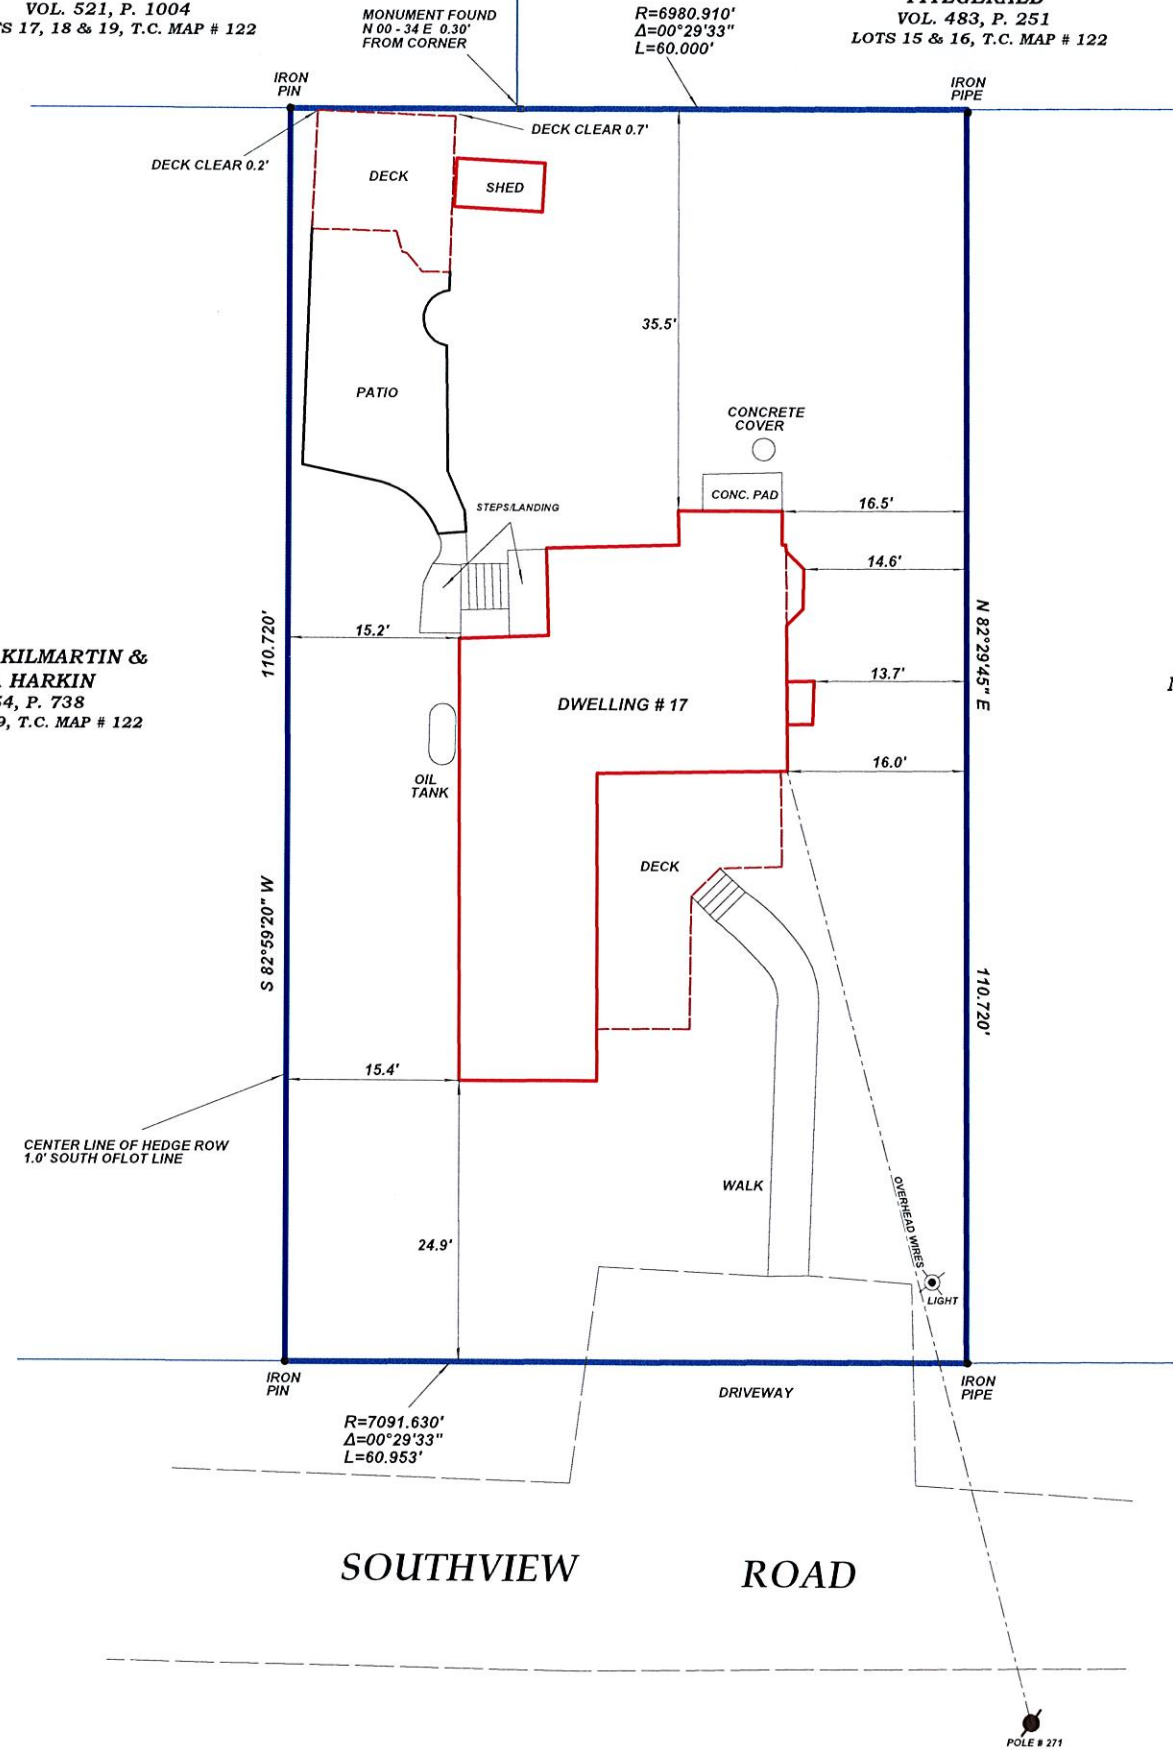 VOL. 521, P. 1004
S 17, 18 & 19, T.C. MAP # 122
MONUMENT FOUND
N 00 - 34 E 0.30'
FROM CORNER
R=6980.910'
Δ=00°29'33"
L=60.000'
FITZGERALD
VOL. 483, P. 251
LOTS 15 & 16, T.C. MAP # 122
IRON
PIN
IRON
PIPE
DECK CLEAR 0.7'
DECK CLEAR 0.2'
DECK
SHED
35.5'
PATIO
CONCRETE
COVER
CONC. PAD
STEPS/LANDING
16.5'
14.6'
110.720'
15.2'
N 82°29'45" E
KILMARTIN &
. HARKIN
54, P. 738
9, T.C. MAP # 122
13.7'
DWELLING # 17
16.0'
OIL
TANK
DECK
S 82°59'20" W
110.720'
15.4'
CENTER LINE OF HEDGE ROW
1.0' SOUTH OFLOT LINE
WALK
OVERHEAD WIRES
24.9'
LIGHT
IRON
PIN
IRON
PIPE
DRIVEWAY
R=7091.630'
Δ=00°29'33"
L=60.953'
SOUTHVIEW ROAD
POLE # 271